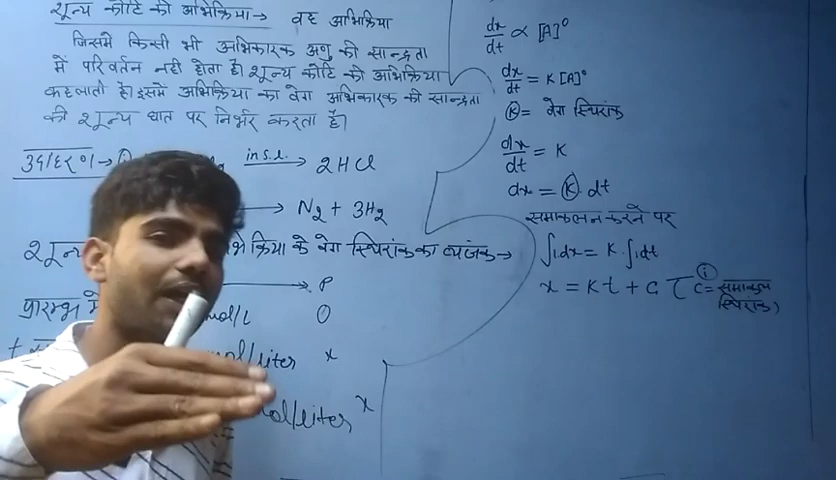 शून्य कोटि की अभिक्रिया → वह अभिक्रिया
जिसमें किसी भी अभिकारक अणु की सान्द्रता
में परिवर्तन नही होता है। शून्य कोटि की अभिक्रिया
कहलाती है। इसमें अभिक्रिया का वेग अभिकारक की सान्द्रता
की शून्य घात पर निर्भर करता है।
उदाहरण → in S.L. → 2HCl
→ N2 + 3H2
शून्य के वेग स्थिरांक का व्यंजक →
→ P
प्रारम्भ में mol/L 0
t mol/liter x
mol/liter x
dx/dt ∝ [A]⁰
dx/dt = K[A]⁰
K = वेग स्थिरांक
dx/dt = K
dx = K. dt
समाकलन करने पर
∫1.dx = K.∫1.dt
x = Kt + C (i)
C = समाकलन
स्थिरांक)